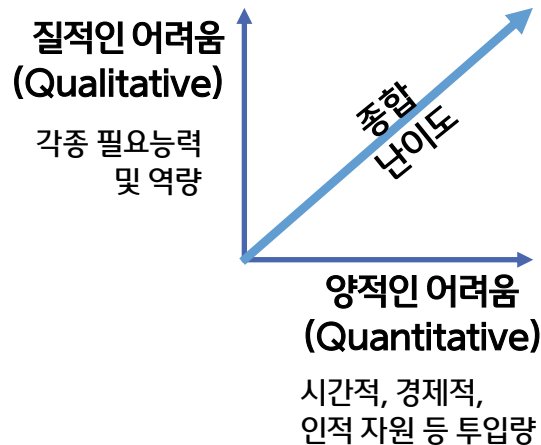 질적인 어려움
(Qualitative)
각종 필요능력
및 역량
종합
난이도
양적인 어려움
(Quantitative)
시간적, 경제적,
인적 자원 등 투입량